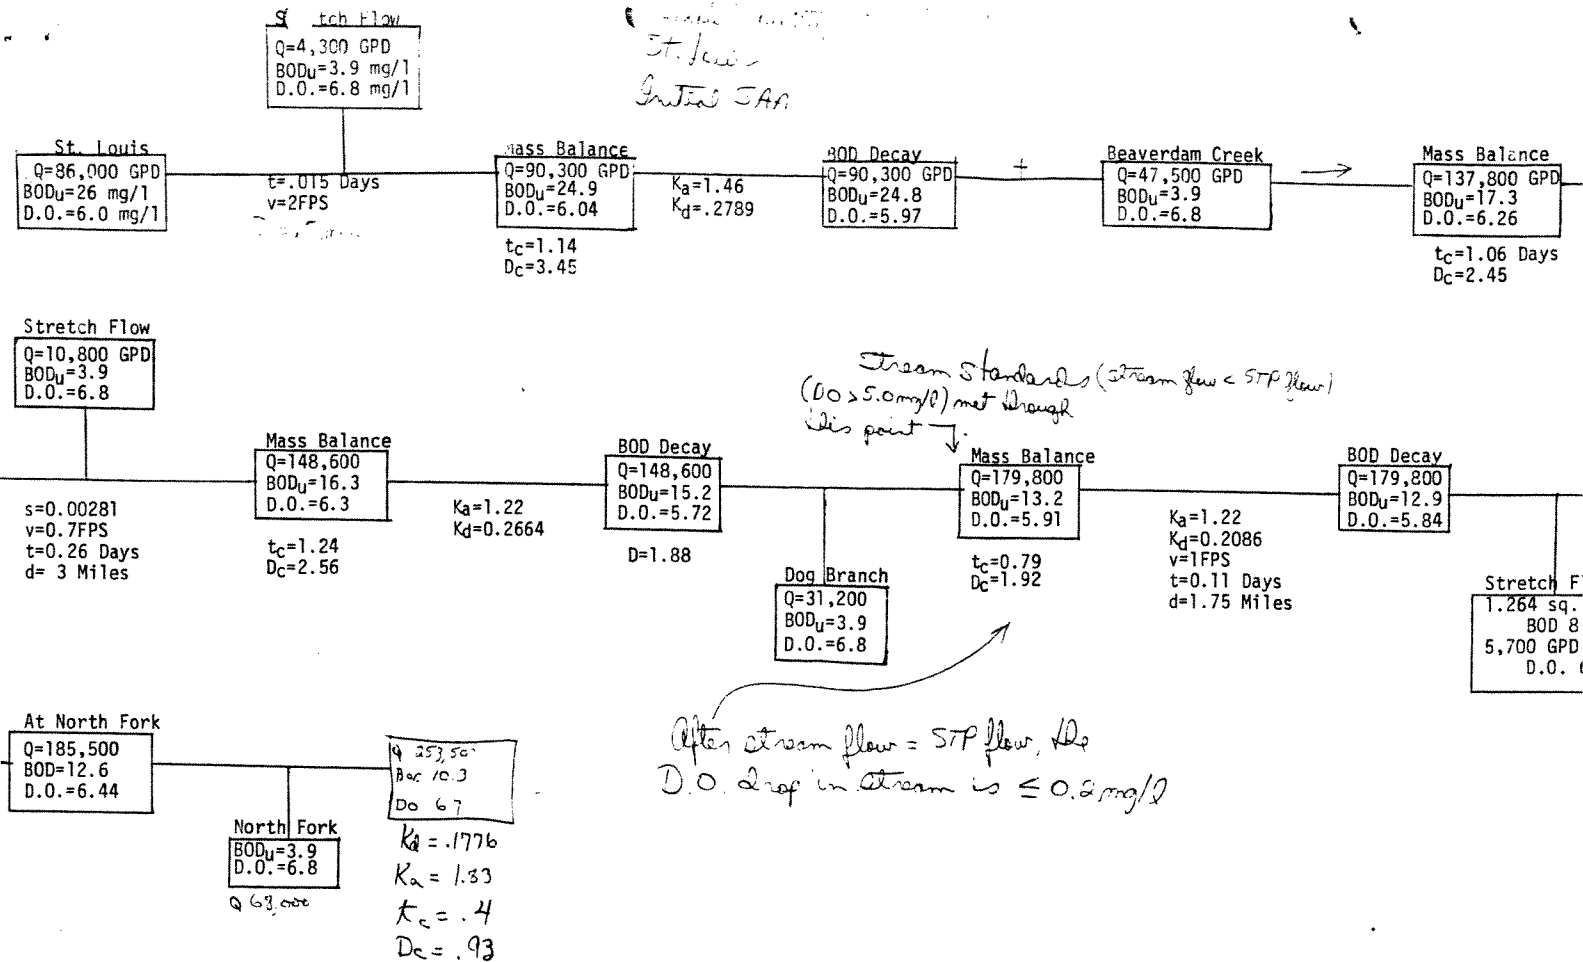 tch Flow
Q=4,300 GPD
BODu=3.9 mg/l
D.O.=6.8 mg/l
St. Louis
Initial
St. Louis
Q=86,000 GPD
BODu=26 mg/l
D.O.=6.0 mg/l
t=.015 Days
v=2FPS
Mass Balance
Q=90,300 GPD
BODu=24.9
D.O.=6.04
tc=1.14
Dc=3.45
Ka=1.46
Kd=.2789
BOD Decay
Q=90,300 GPD
BODu=24.8
D.O.=5.97
+
Beaverdam Creek
Q=47,500 GPD
BODu=3.9
D.O.=6.8
Mass Balance
Q=137,800 GPD
BODu=17.3
D.O.=6.26
tc=1.06 Days
Dc=2.45
Stretch Flow
Q=10,800 GPD
BODu=3.9
D.O.=6.8
s=0.00281
v=0.7FPS
t=0.26 Days
d= 3 Miles
Mass Balance
Q=148,600
BODu=16.3
D.O.=6.3
tc=1.24
Dc=2.56
Ka=1.22
Kd=0.2664
BOD Decay
Q=148,600
BODu=15.2
D.O.=5.72
D=1.88
Dog Branch
Q=31,200
BODu=3.9
D.O.=6.8
Stream Standards (stream flow < STP flow)
(DO > 5.0 mg/l) met through
this point
Mass Balance
Q=179,800
BODu=13.2
D.O.=5.91
tc=0.79
Dc=1.92
Ka=1.22
Kd=0.2086
v=1FPS
t=0.11 Days
d=1.75 Miles
BOD Decay
Q=179,800
BODu=12.9
D.O.=5.84
Stretch F
1.264 sq.
BOD 8
5,700 GPD
D.O.
After stream flow = STP flow, the
D.O. drop in stream is ≤ 0.2 mg/l
At North Fork
Q=185,500
BOD=12.6
D.O.=6.44
North Fork
BODu=3.9
D.O.=6.8
Q 68,000
Q 253,50
10.3
DO 6.7
Kd = .1776
Ka = 1.83
tc = .4
Dc = .93